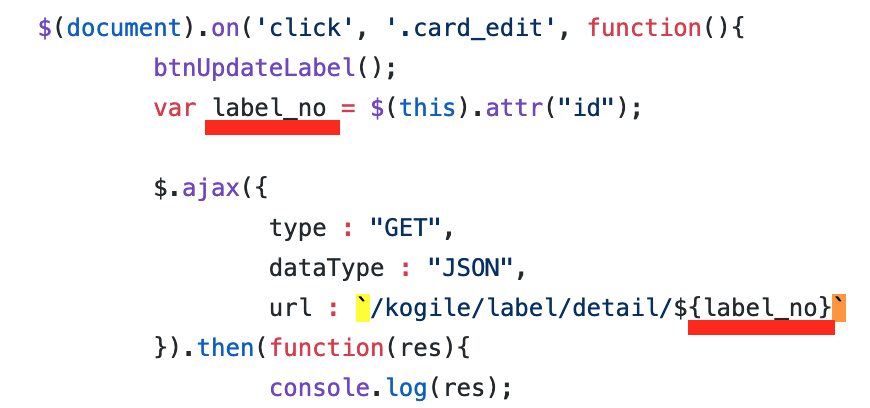 $(document).on('click', '.card_edit', function(){
btnUpdateLabel();
var label_no = $(this).attr("id");
$.ajax({
type : "GET",
dataType : "JSON",
url : `/kogile/label/detail/${label_no}`
}).then(function(res){
console.log(res);